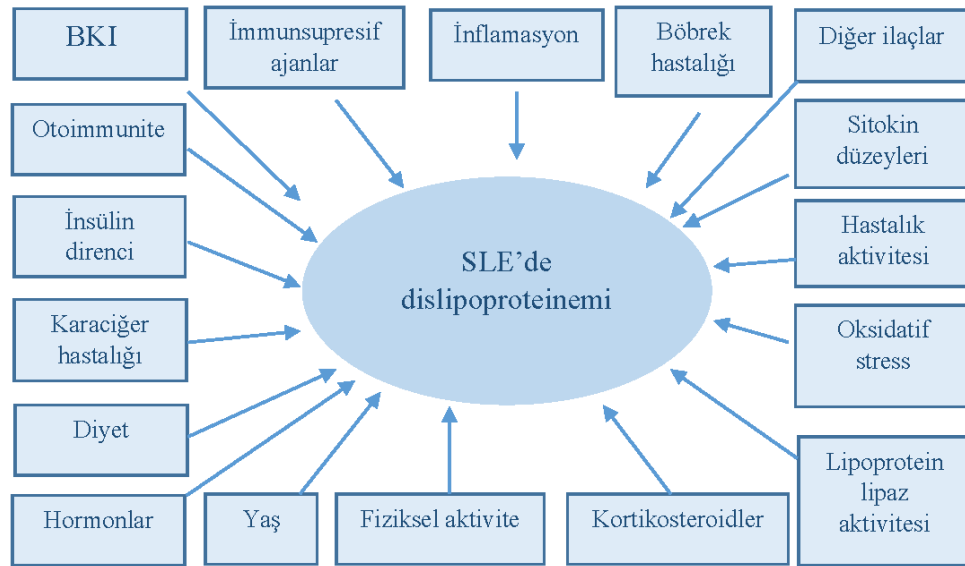 BKI
İmmunsupresif
ajanlar
İnflamasyon
Böbrek
hastalığı
Diğer ilaçlar
Otoimmunite
Sitokin
düzeyleri
İnsülin
direnci
Hastalık
aktivitesi
SLE’de
dislipoproteinemi
Karaciğer
hastalığı
Oksidatif
stress
Diyet
Lipoprotein
lipaz
aktivitesi
Hormonlar
Yaş
Fiziksel aktivite
Kortikosteroidler